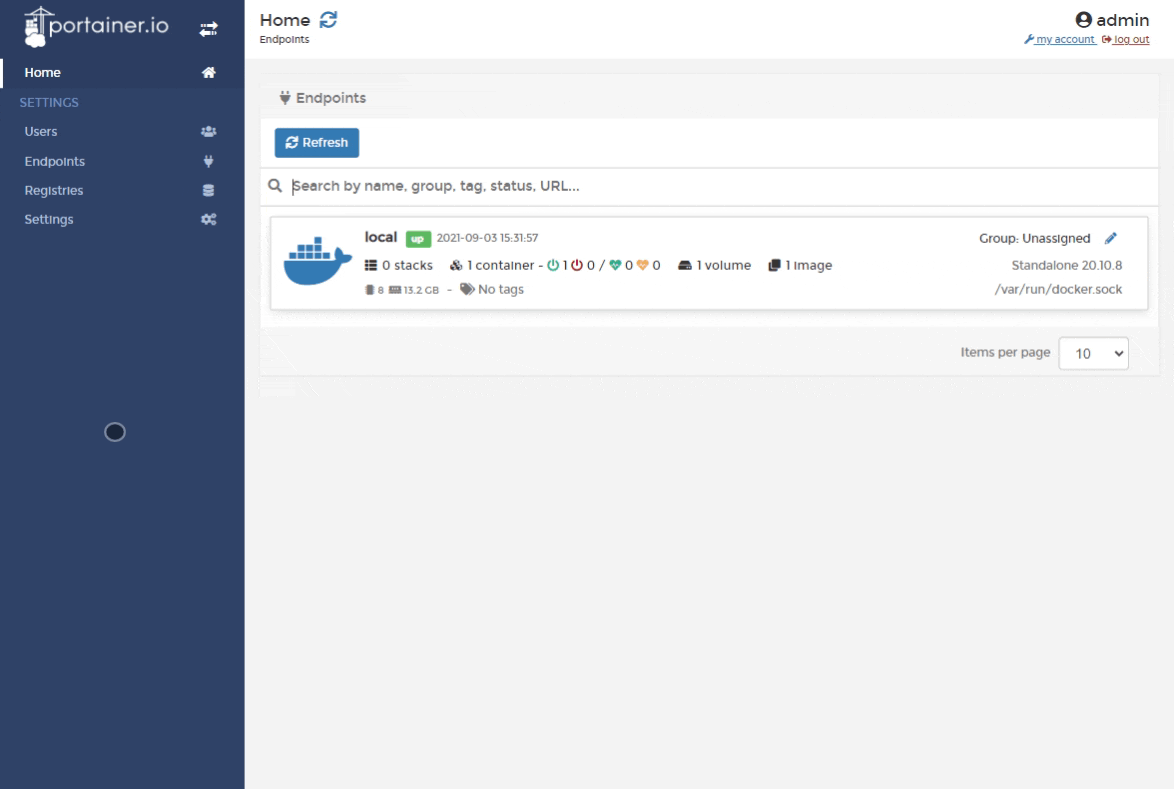 portainer.io
Home
SETTINGS
Users
Endpoints
Registries
Settings
Home
Endpoints
admin
my account log out
Endpoints
Refresh
Search by name, group, tag, status, URL...
local up 2021-09-03 15:31:57
Group: Unassigned
0 stacks 1 container - 1 0 / 0 0 1 volume 1 image
Standalone 20.10.8
8 13.2 GB - No tags
/var/run/docker.sock
Items per page 10